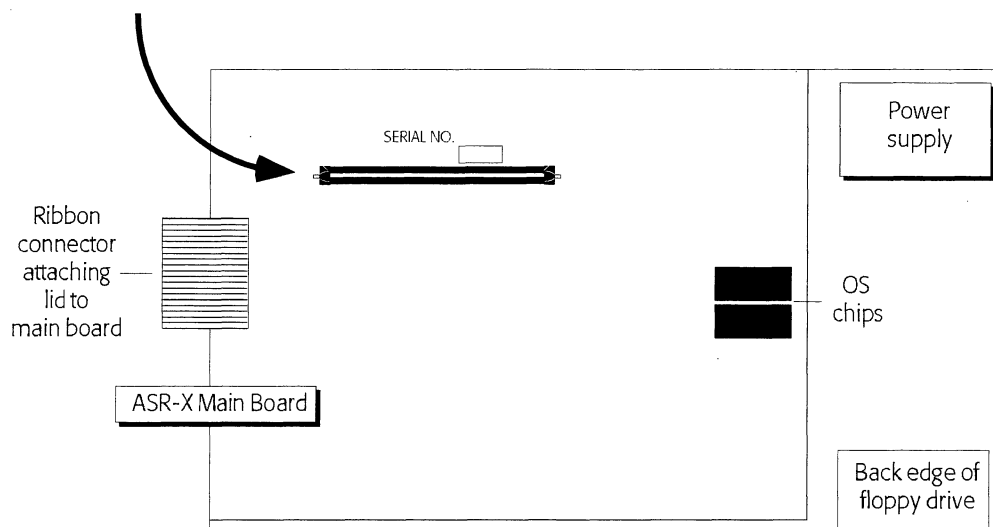 Power
supply
SERIAL NO.
Ribbon
connector
attaching
lid to
main board
OS
chips
ASR-X Main Board
Back edge of
floppy drive